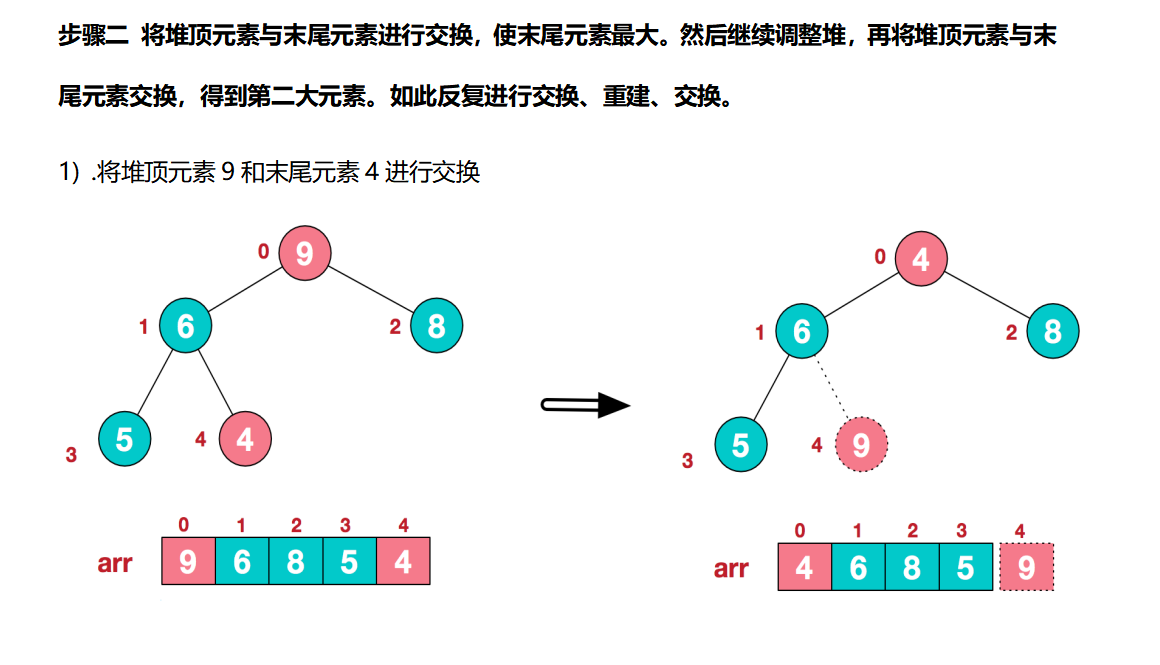 步骤二 将堆顶元素与末尾元素进行交换，使末尾元素最大。然后继续调整堆，再将堆顶元素与末
尾元素交换，得到第二大元素。如此反复进行交换、重建、交换。
1) .将堆顶元素 9 和末尾元素 4 进行交换
0 9
1 6 2 8
3 5 4 4
0 1 2 3 4
arr 9 6 8 5 4
0 4
1 6 2 8
3 5 4 9
0 1 2 3 4
arr 4 6 8 5 9